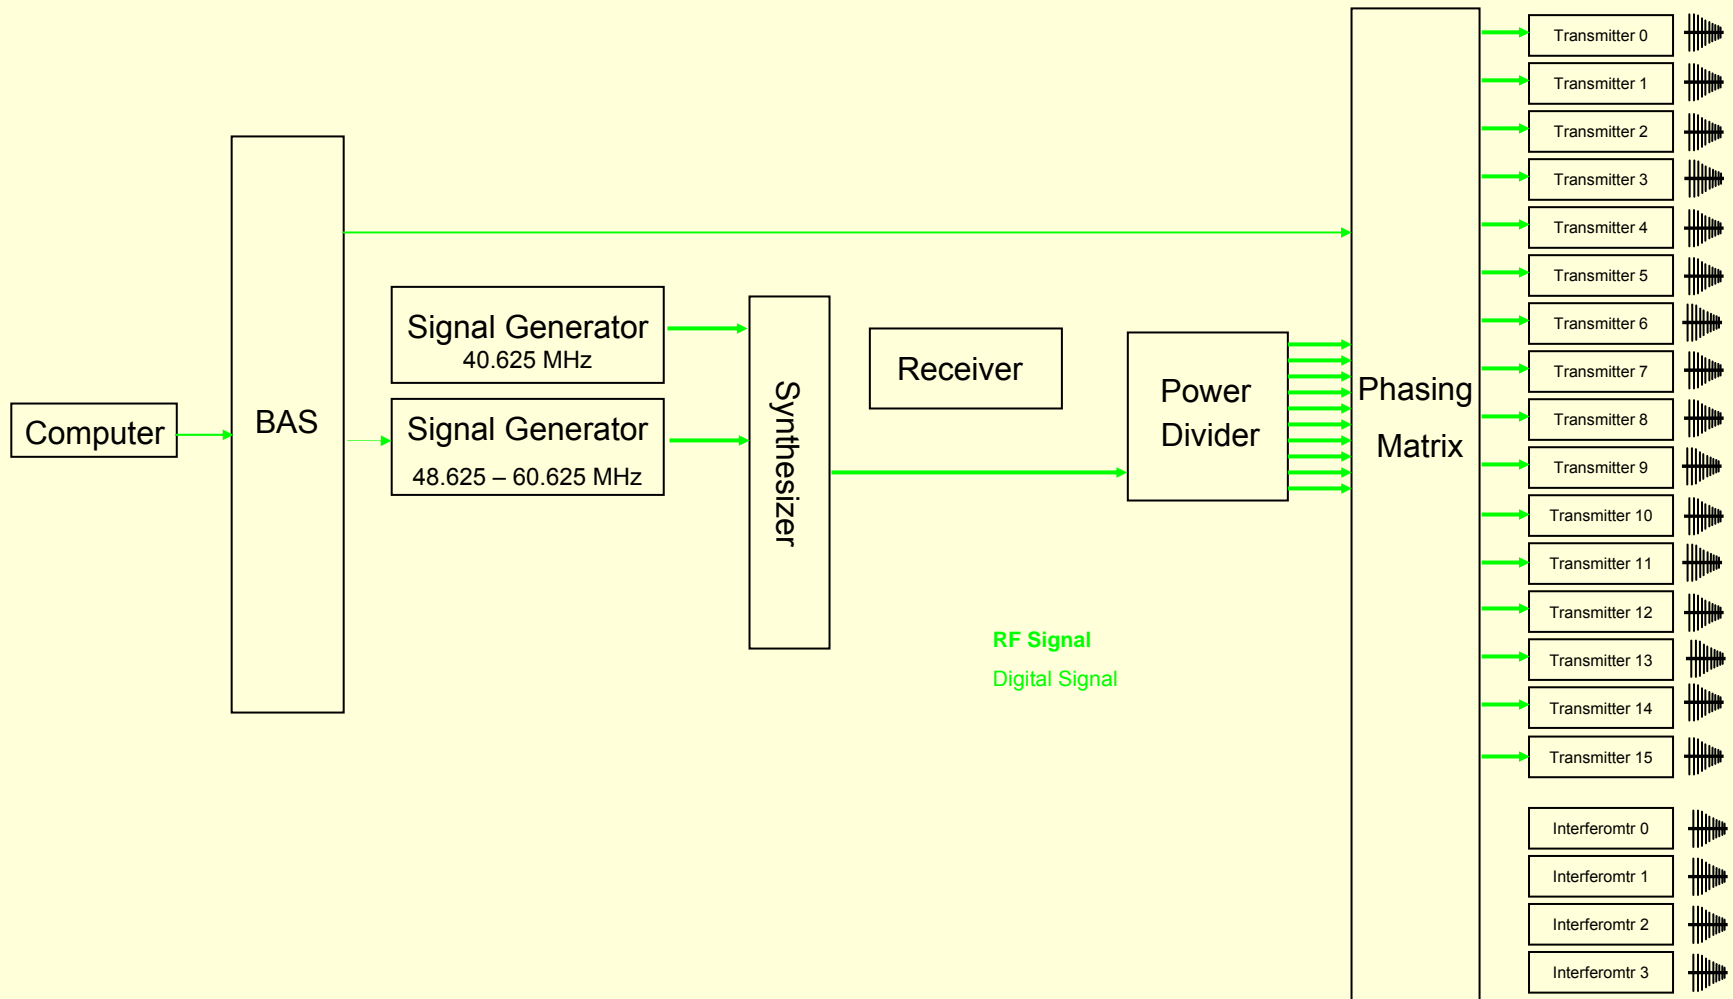 Computer
BAS
Signal Generator
40.625 MHz
Signal Generator
48.625 – 60.625 MHz
Synthesizer
Receiver
Power
Divider
Phasing
Matrix
RF Signal
Digital Signal
Transmitter 0
Transmitter 1
Transmitter 2
Transmitter 3
Transmitter 4
Transmitter 5
Transmitter 6
Transmitter 7
Transmitter 8
Transmitter 9
Transmitter 10
Transmitter 11
Transmitter 12
Transmitter 13
Transmitter 14
Transmitter 15
Interferomtr 0
Interferomtr 1
Interferomtr 2
Interferomtr 3